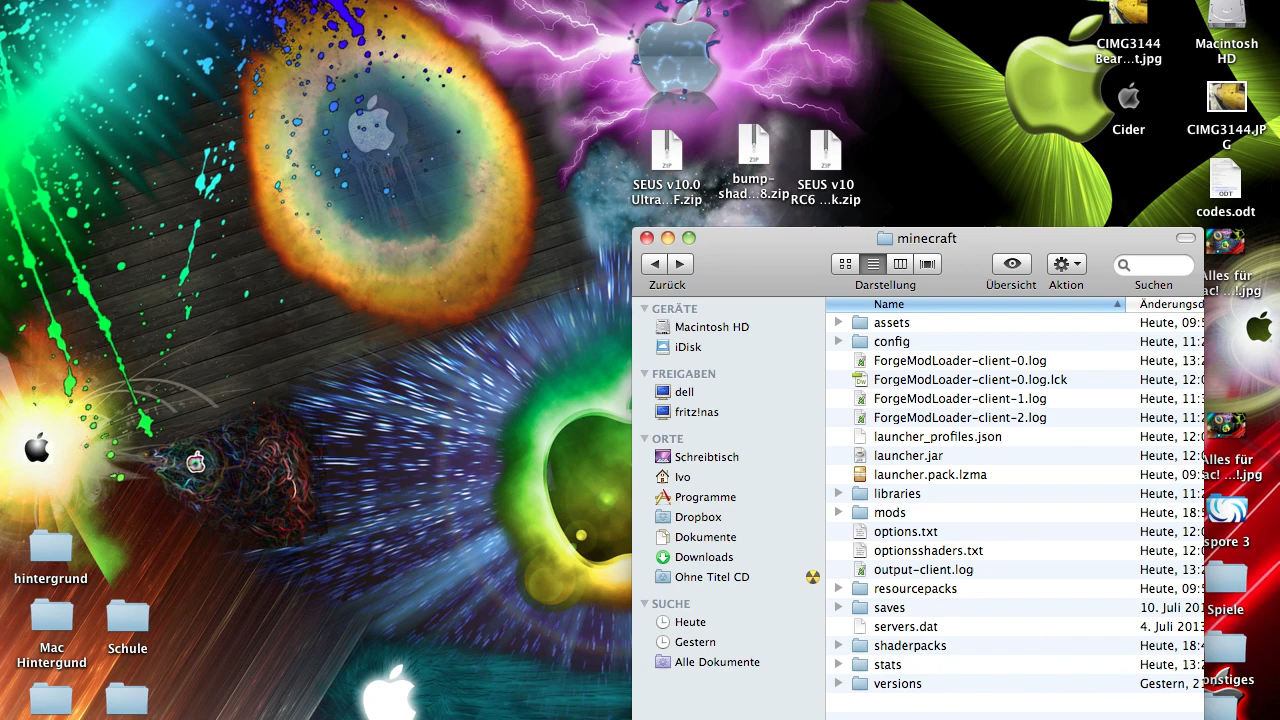 CIMG3144
Bear...t.jpg
Macintosh
HD
Cider
CIMG3144.JP
G
ZIP
ZIP
ZIP
SEUS v10.0
Ultra...F.zip
bump-
shad...8.zip
SEUS v10
RC6 ...k.zip
ODT
codes.odt
minecraft
Zurück
Darstellung
Übersicht
Aktion
Suchen
Alles für
ac! ...!.jpg
GERÄTE
Macintosh HD
iDisk
FREIGABEN
dell
fritz!nas
ORTE
Schreibtisch
Ivo
Programme
Dropbox
Dokumente
Downloads
Ohne Titel CD
SUCHE
Heute
Gestern
Alle Dokumente
Name
Änderungsd
assets
Heute, 09:
config
Heute, 11:2
ForgeModLoader-client-0.log
Heute, 13:2
ForgeModLoader-client-0.log.lck
Heute, 12:0
ForgeModLoader-client-1.log
Heute, 11:
ForgeModLoader-client-2.log
Heute, 11:
launcher_profiles.json
Heute, 12:0
launcher.jar
Heute, 12:0
launcher.pack.lzma
Heute, 09:
libraries
Heute, 11:2
mods
Heute, 18:
options.txt
Heute, 12:0
optionsshaders.txt
Heute, 12:0
output-client.log
Heute, 13:2
resourcepacks
Heute, 09:
saves
10. Juli 201
servers.dat
4. Juli 2013
shaderpacks
Heute, 18:4
stats
Heute, 13:2
versions
Gestern, 2
Alles für
ac! ...!.jpg
spore 3
Spiele
onstiges
hintergrund
Mac
Hintergund
Schule